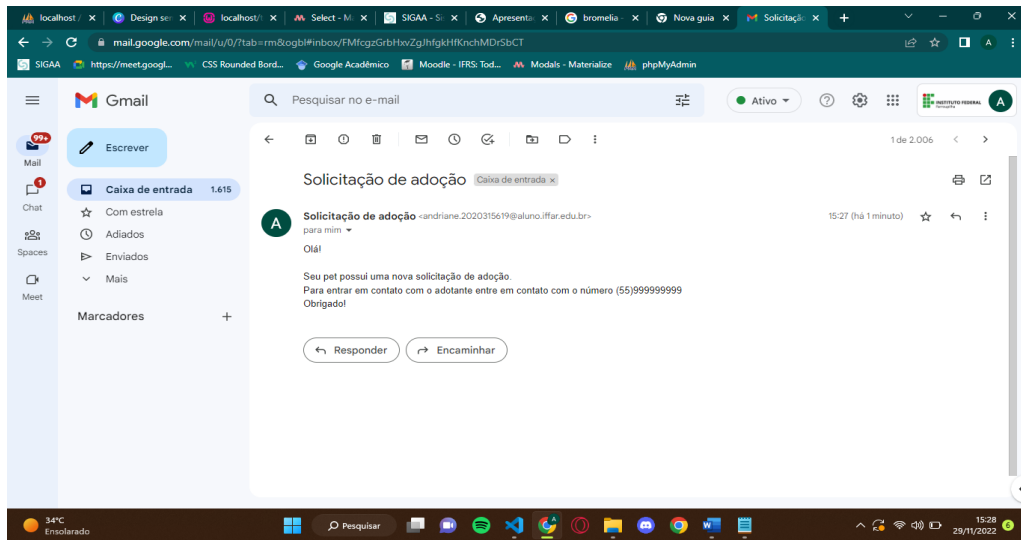 localhost / 
Design ser
localhost/t
Select - Ma
SIGAA - Si
Apresenta
bromelia -
Nova guia
Solicitação
mail.google.com/mail/u/0/?tab=rm&ogbl#inbox/FMfcgzGrbHxvZgJhfgkHfKnchMDrSbCT
SIGAA
https://meet.googl...
CSS Rounded Bord...
Google Acadêmico
Moodle - IFRS: Tod...
Modals - Materialize
phpMyAdmin
Gmail
Pesquisar no e-mail
Ativo
INSTITUTO FEDERAL
Farroupilha
A
99+
Mail
1
Chat
Spaces
Meet
Escrever
Caixa de entrada 1.615
Com estrela
Adiados
Enviados
Mais
Marcadores +
1 de 2.006
Solicitação de adoção Caixa de entrada x
A
Solicitação de adoção <andriane.2020315619@aluno.iffar.edu.br>
15:27 (há 1 minuto)
para mim
Olá!
Seu pet possui uma nova solicitação de adoção.
Para entrar em contato com o adotante entre em contato com o número (55)999999999
Obrigado!
Responder
Encaminhar
34°C
Ensolarado
Pesquisar
15:28
29/11/2022
6